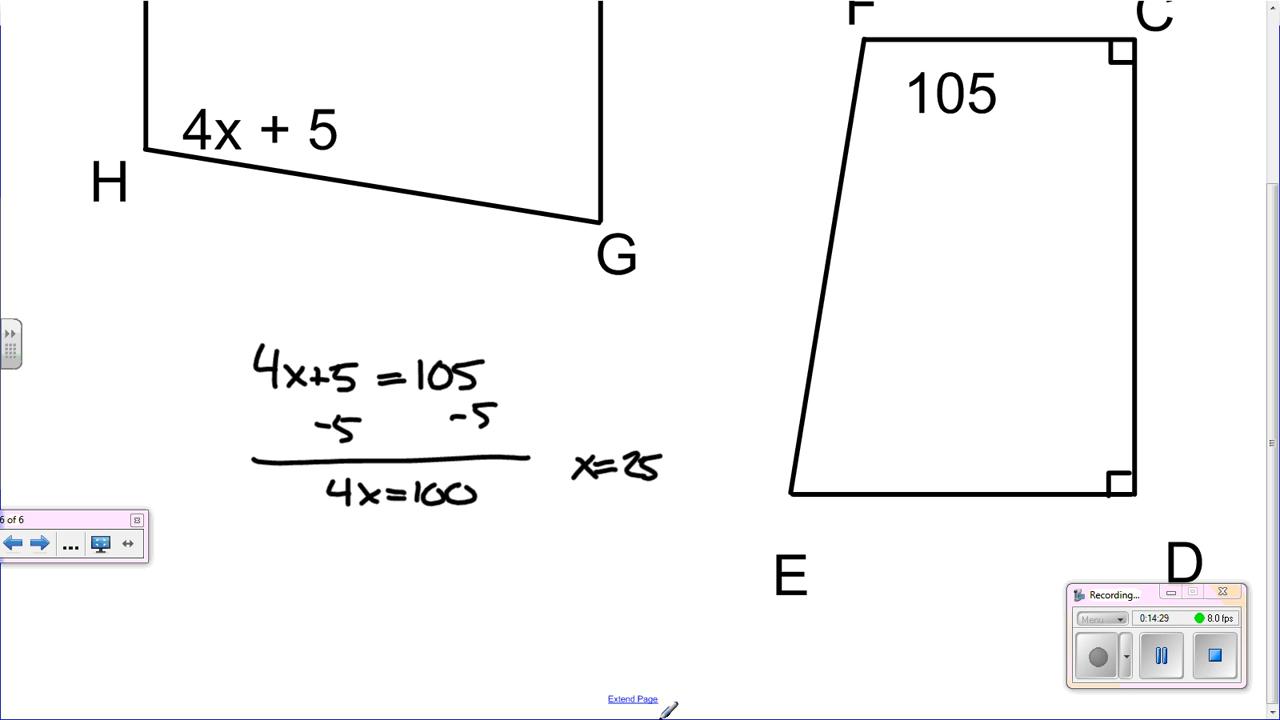 F
C
105
4x + 5
H
G
4x+5 = 105
-5 -5
4x=100
x=25
6 of 6
...
E
D
Recording...
Menu
0:14:29
8.0 fps
Extend Page